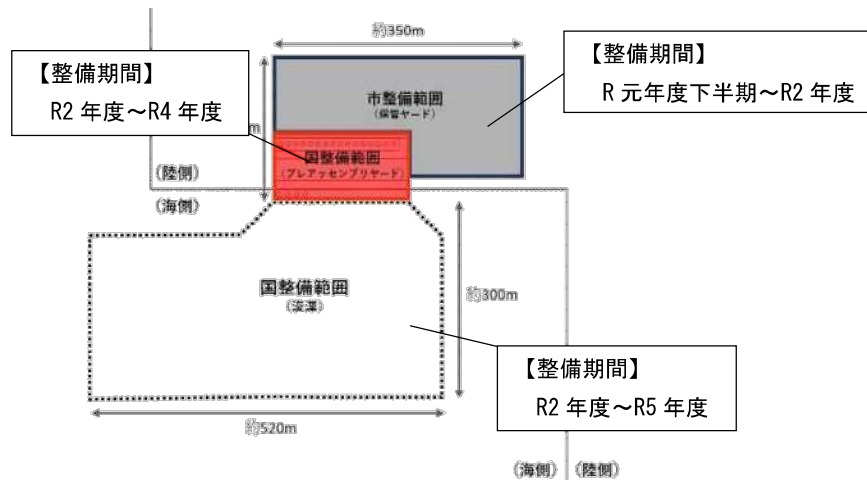 約350m
【整備期間】
R2 年度～R4 年度
【整備期間】
R 元年度下半期～R2 年度
市整備範囲
(保管ヤード)
m
国整備範囲
(プレアッセンブリヤード)
(陸側)
(海側)
国整備範囲
(浚渫)
約300m
【整備期間】
R2 年度～R5 年度
約520m
(海側)
(陸側)